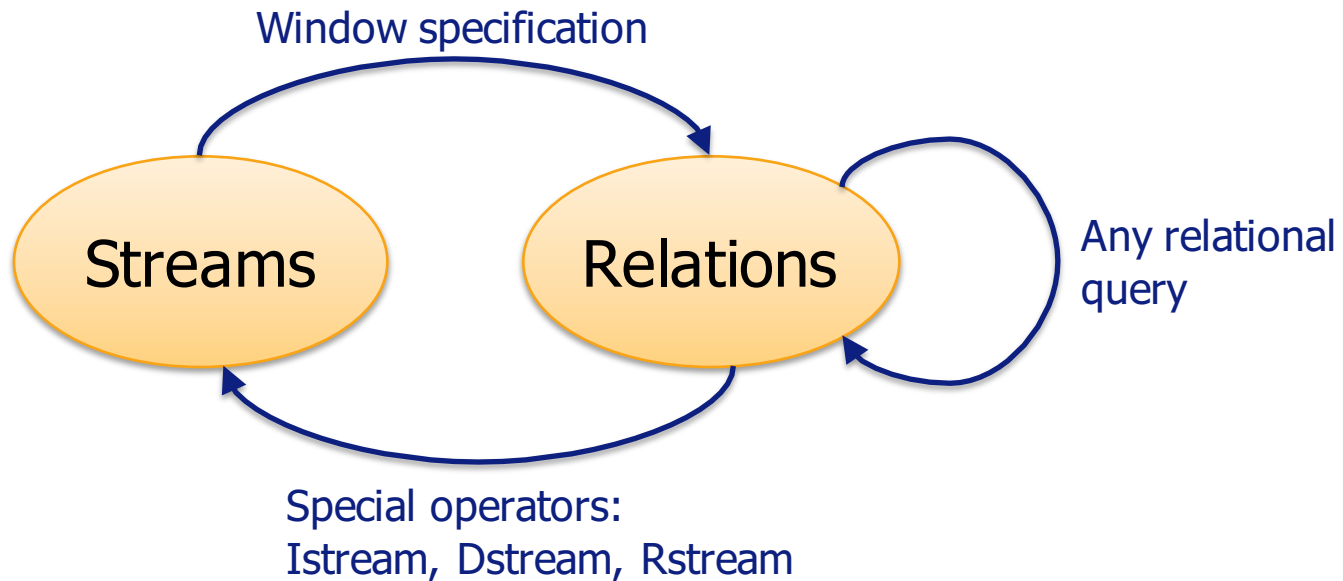 Window specification
Streams
Relations
Any relational
query
Special operators:
Istream, Dstream, Rstream